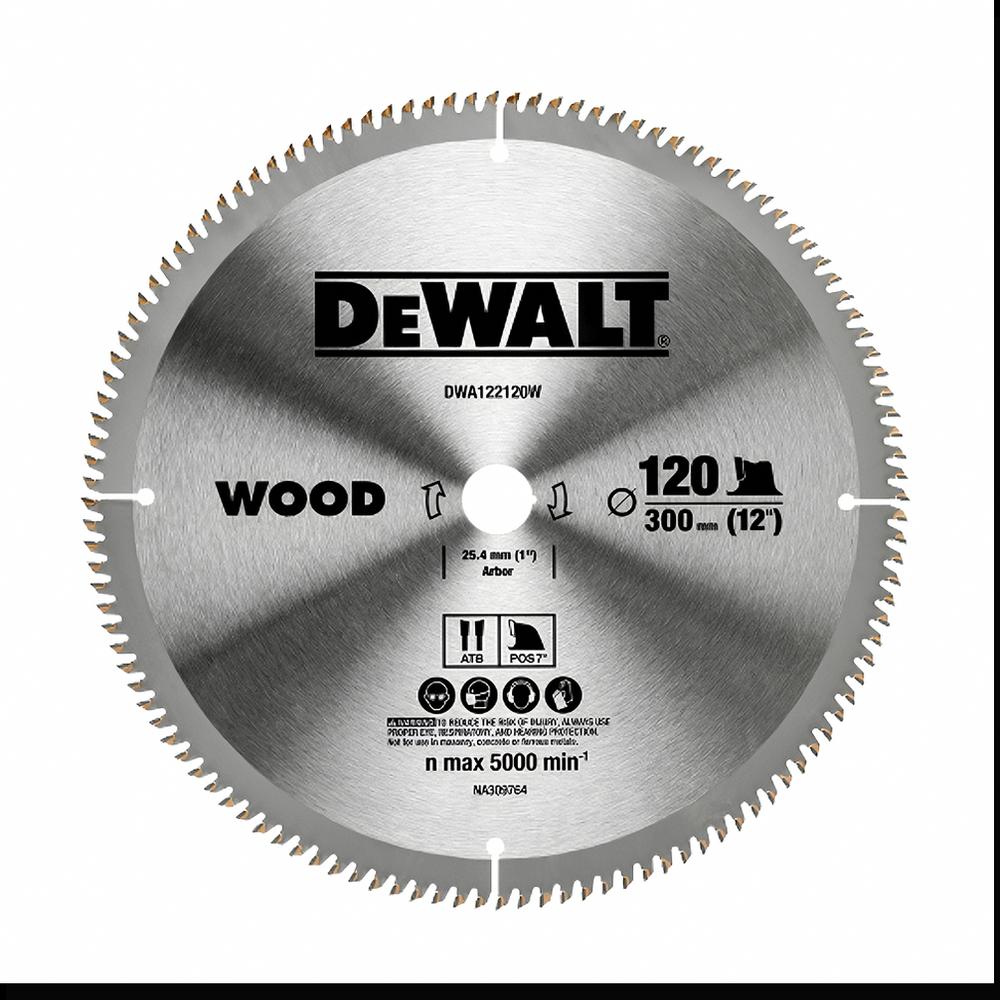 DEWALT®
DWA122120W
WOOD
120
Ø 300 mm (12")
25.4 mm (1")
Arbor
ATB
POS 7°
⚠ WARNING: TO REDUCE THE RISK OF INJURY, ALWAYS USE
PROPER EYE, RESPIRATORY, AND HEARING PROTECTION.
Not for use in masonry, concrete or ferrous metals.
n max 5000 min⁻¹
NA309764